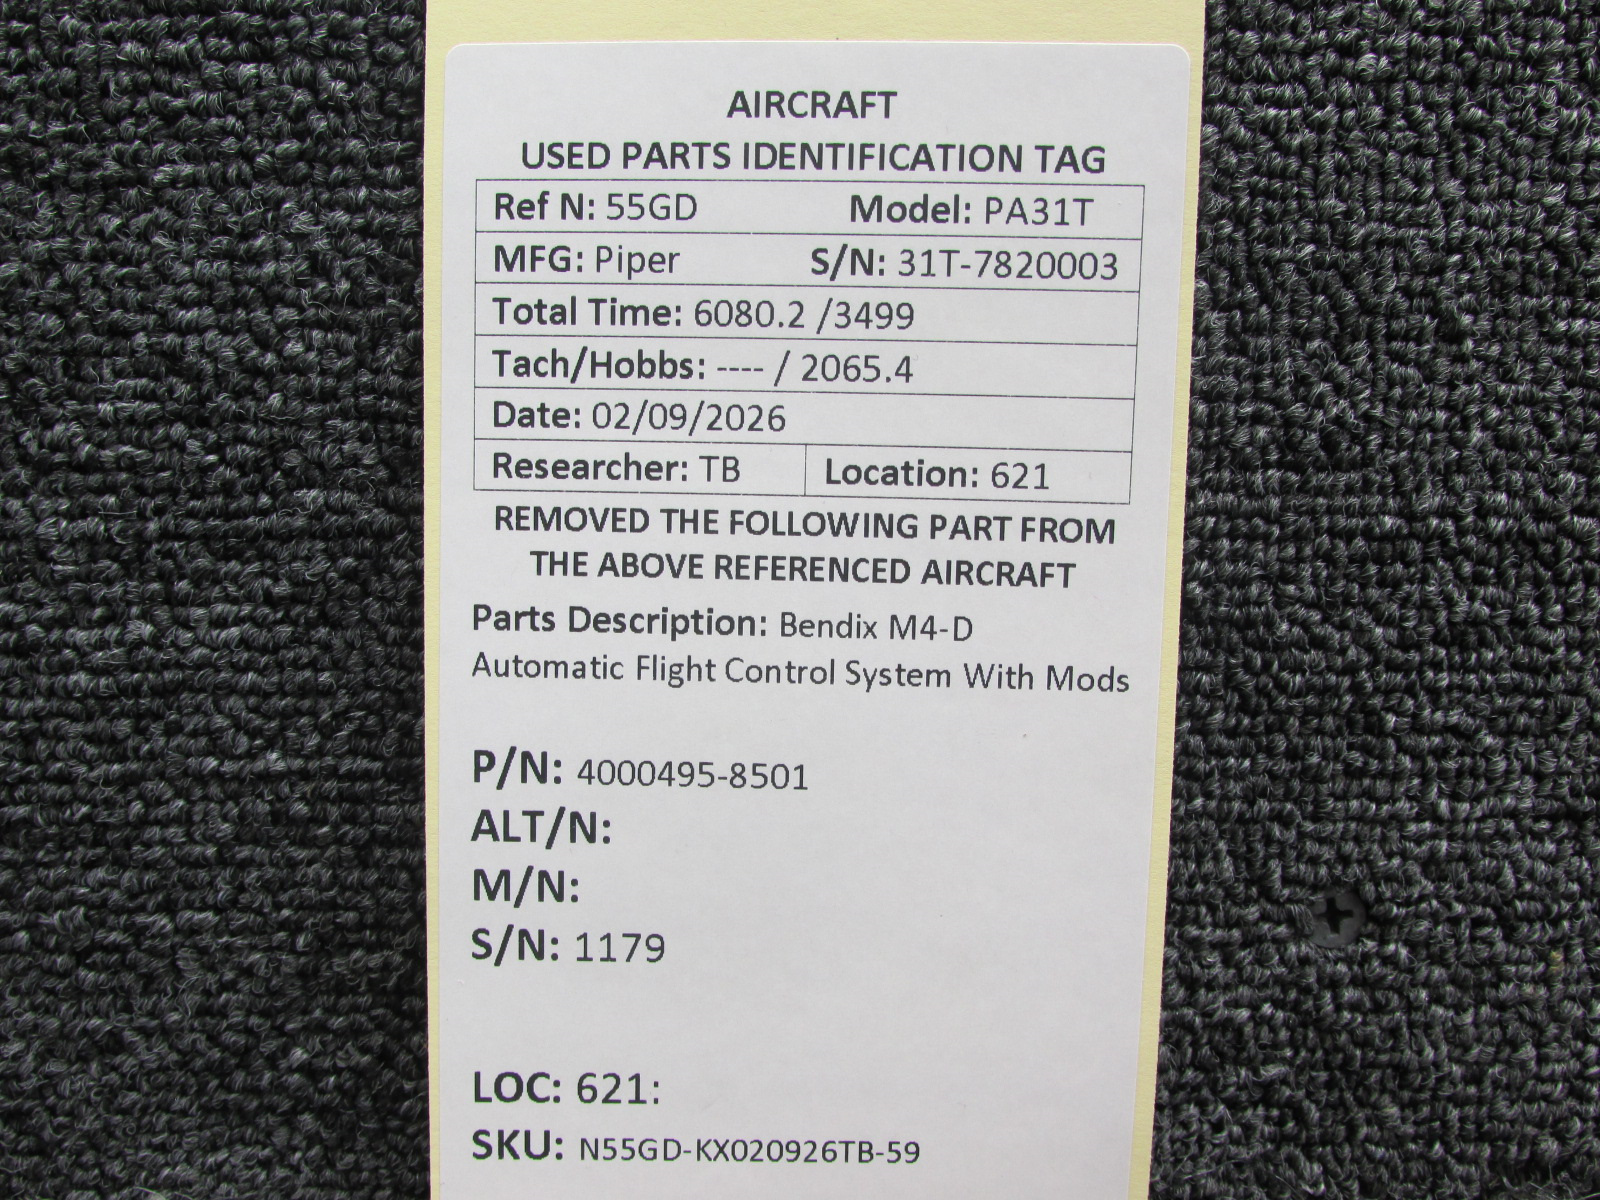 AIRCRAFT
USED PARTS IDENTIFICATION TAG
Ref N: 55GD Model: PA31T
MFG: Piper S/N: 31T-7820003
Total Time: 6080.2 /3499
Tach/Hobbs: ---- / 2065.4
Date: 02/09/2026
Researcher: TB Location: 621
REMOVED THE FOLLOWING PART FROM
THE ABOVE REFERENCED AIRCRAFT
Parts Description: Bendix M4-D
Automatic Flight Control System With Mods
P/N: 4000495-8501
ALT/N:
M/N:
S/N: 1179
LOC: 621:
SKU: N55GD-KX020926TB-59